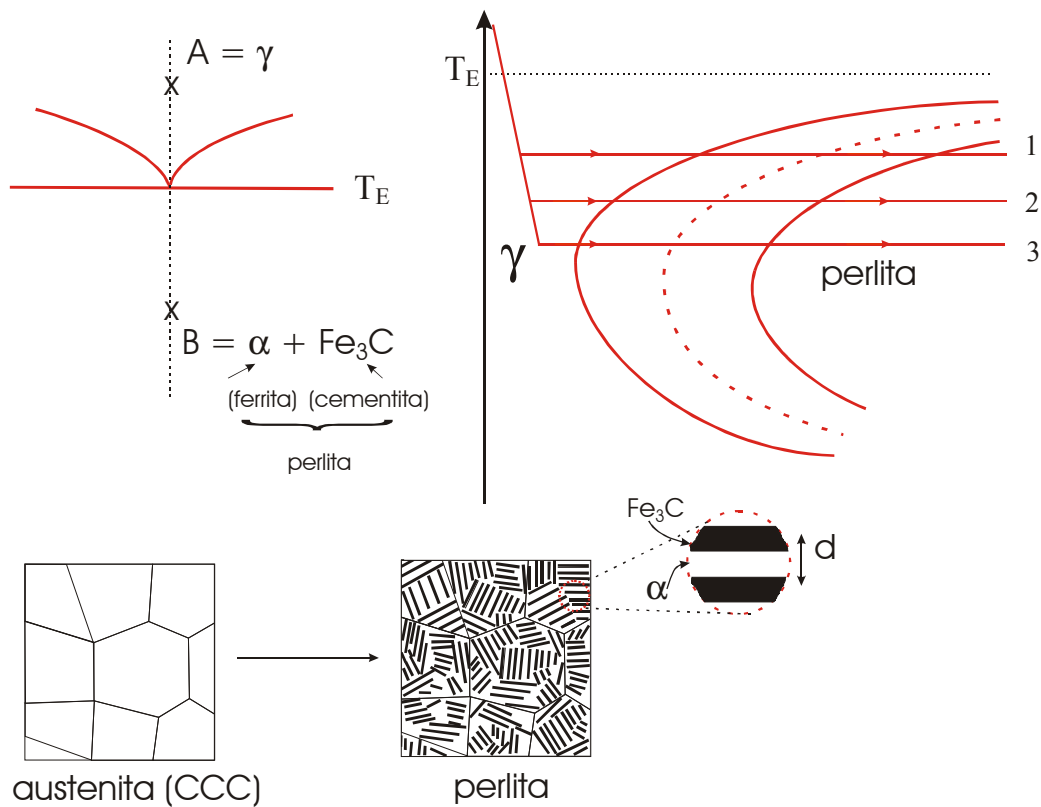 A = γ
x
T_E
x
B = α + Fe₃C
(ferrita) (cementita)
perlita
T_E
1
2
3
γ
perlita
Fe₃C
α
d
austenita (CCC)
perlita